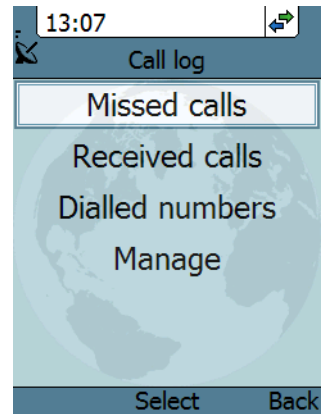 13:07
Call log
Missed calls
Received calls
Dialled numbers
Manage
Select Back